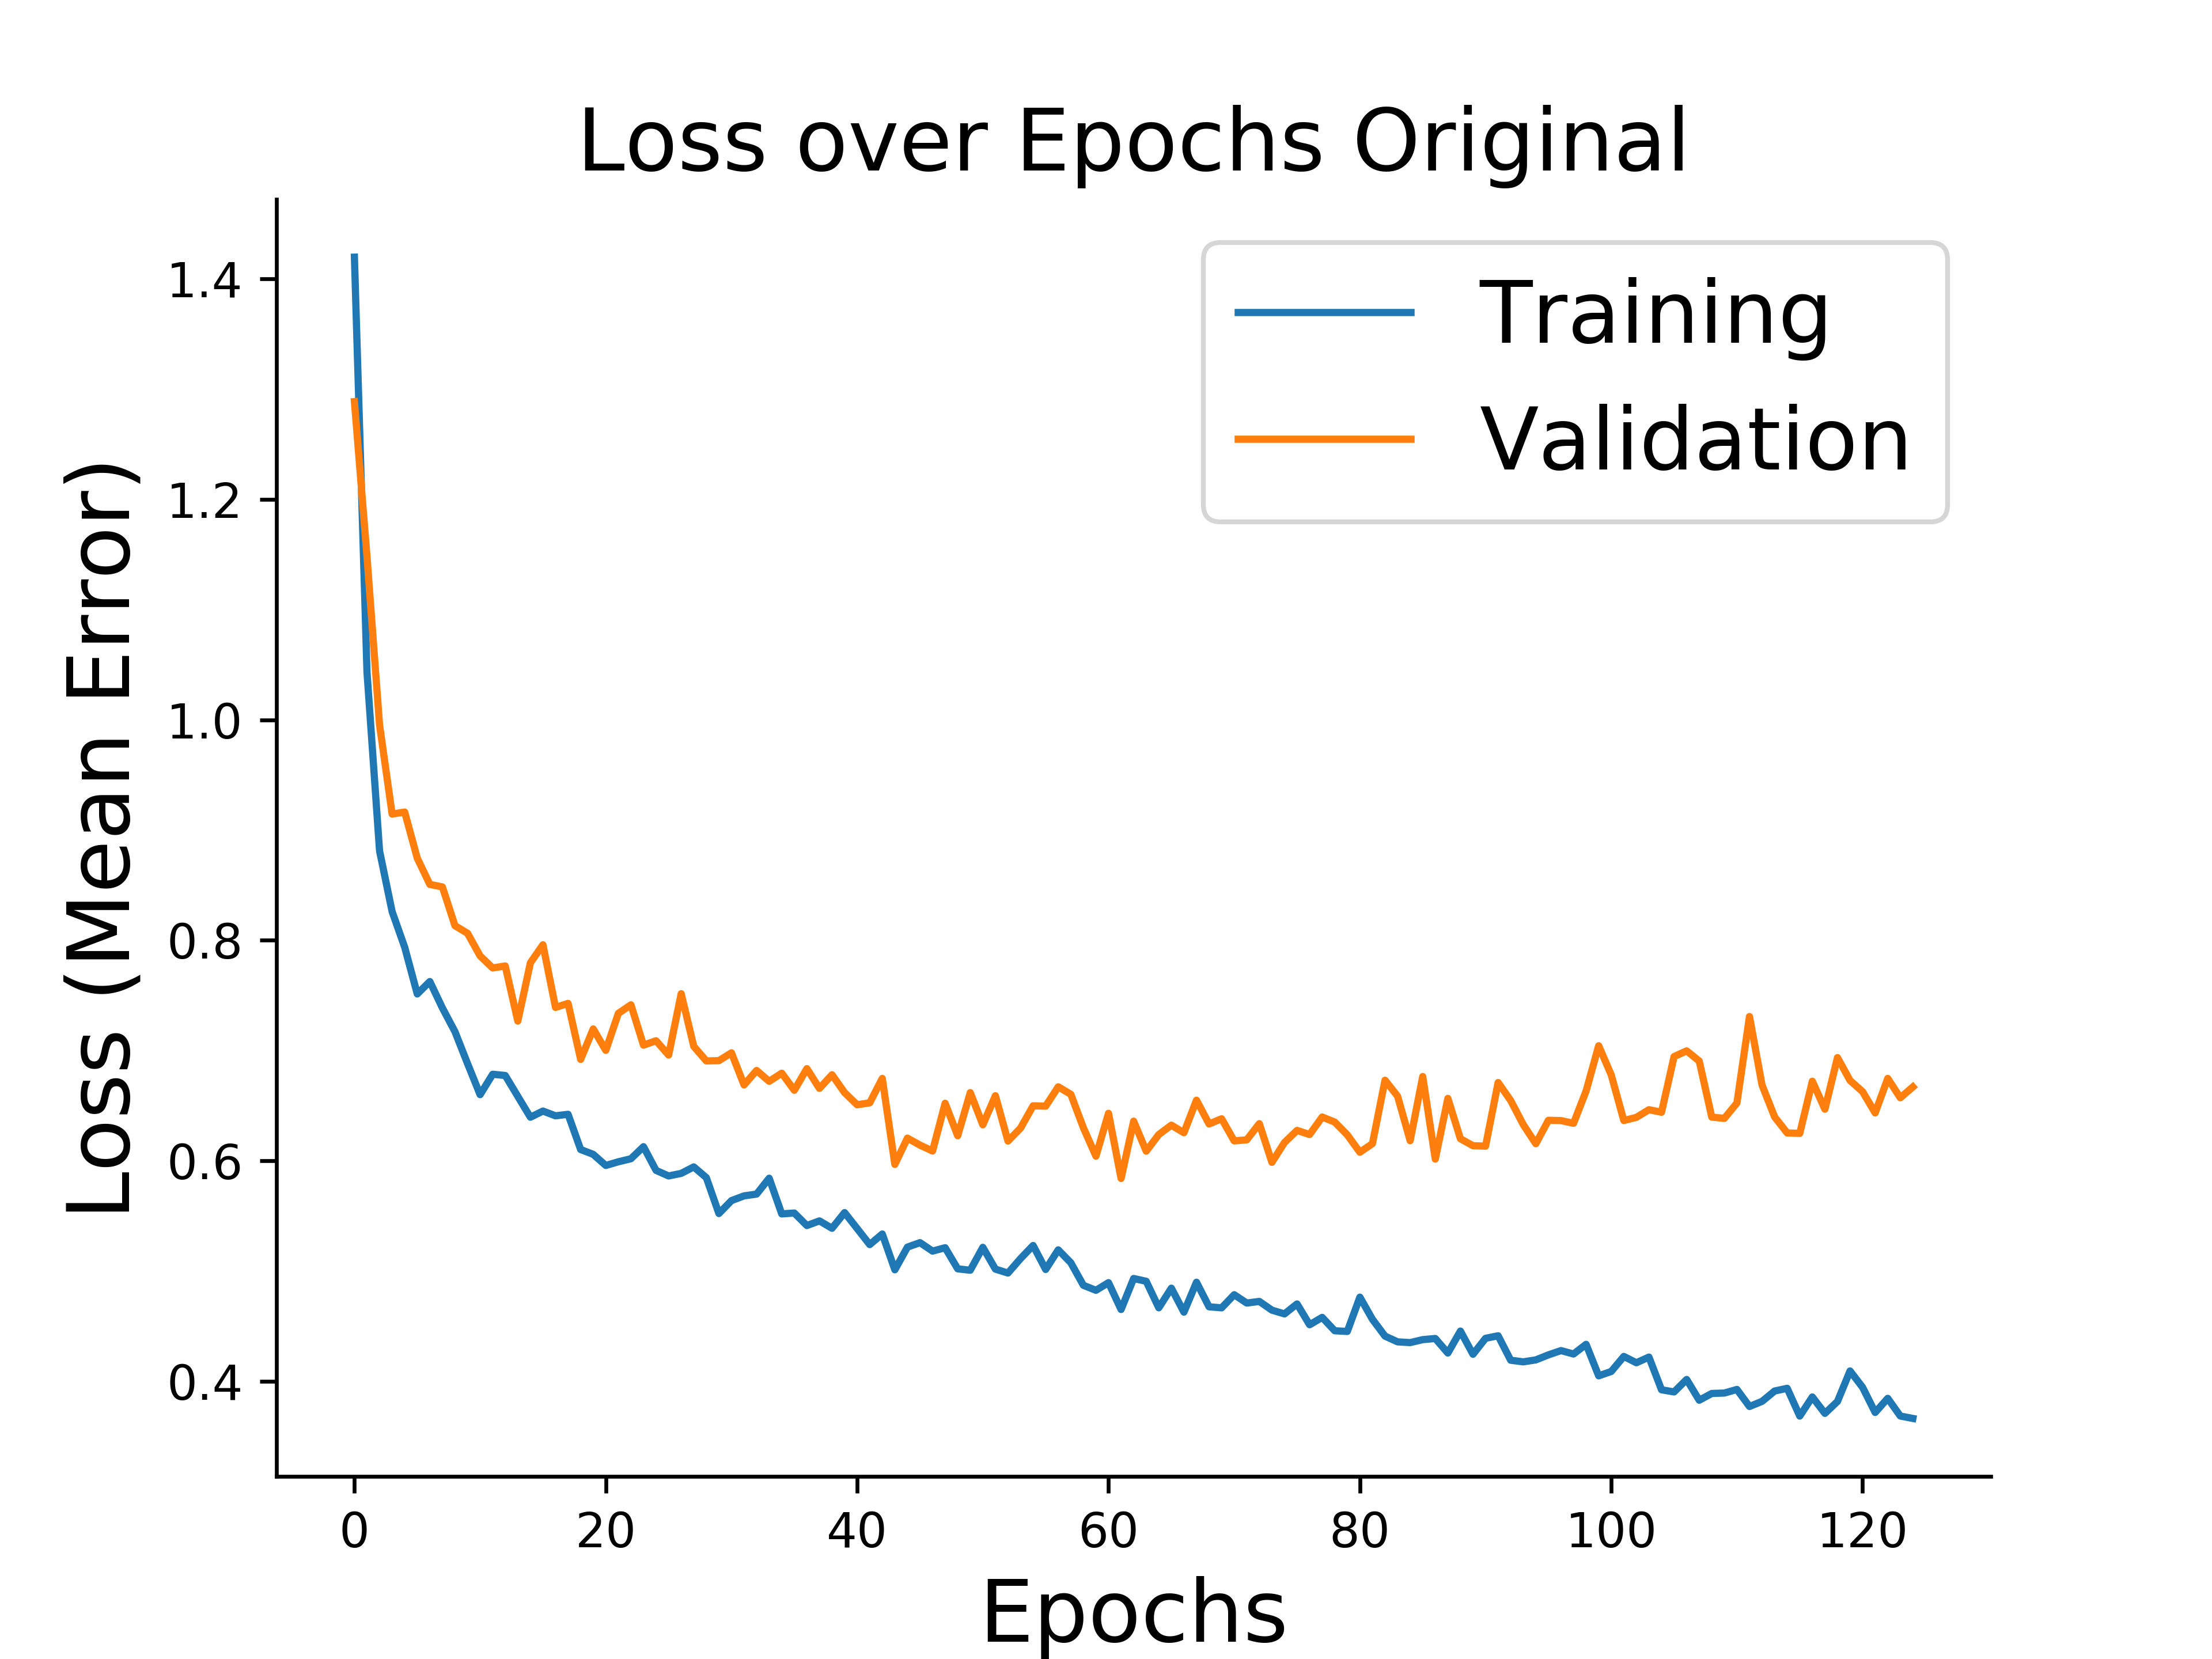 Loss over Epochs Original
Training
Validation
Loss (Mean Error)
1.4
1.2
1.0
0.8
0.6
0.4
0 20 40 60 80 100 120
Epochs